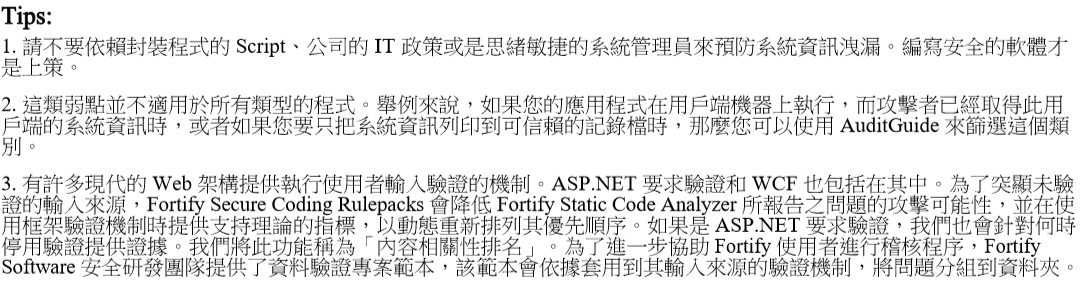 Tips:
1. 請不要依賴封裝程式的 Script、公司的 IT 政策或是思緒敏捷的系統管理員來預防系統資訊洩漏。編寫安全的軟體才
是上策。
2. 這類弱點並不適用於所有類型的程式。舉例來說，如果您的應用程式在用戶端機器上執行，而攻擊者已經取得此用
戶端的系統資訊時，或者如果您要只把系統資訊列印到可信賴的記錄檔時，那麼您可以使用 AuditGuide 來篩選這個類
別。
3. 有許多現代的 Web 架構提供執行使用者輸入驗證的機制。ASP.NET 要求驗證和 WCF 也包括在其中。為了突顯未驗
證的輸入來源，Fortify Secure Coding Rulepacks 會降低 Fortify Static Code Analyzer 所報告之問題的攻擊可能性，並在使
用框架驗證機制時提供支持理論的指標，以動態重新排列其優先順序。如果是 ASP.NET 要求驗證，我們也會針對何時
停用驗證提供證據。我們將此功能稱為「內容相關性排名」。為了進一步協助 Fortify 使用者進行稽核程序，Fortify
Software 安全研發團隊提供了資料驗證專案範本，該範本會依據套用到其輸入來源的驗證機制，將問題分組到資料夾。